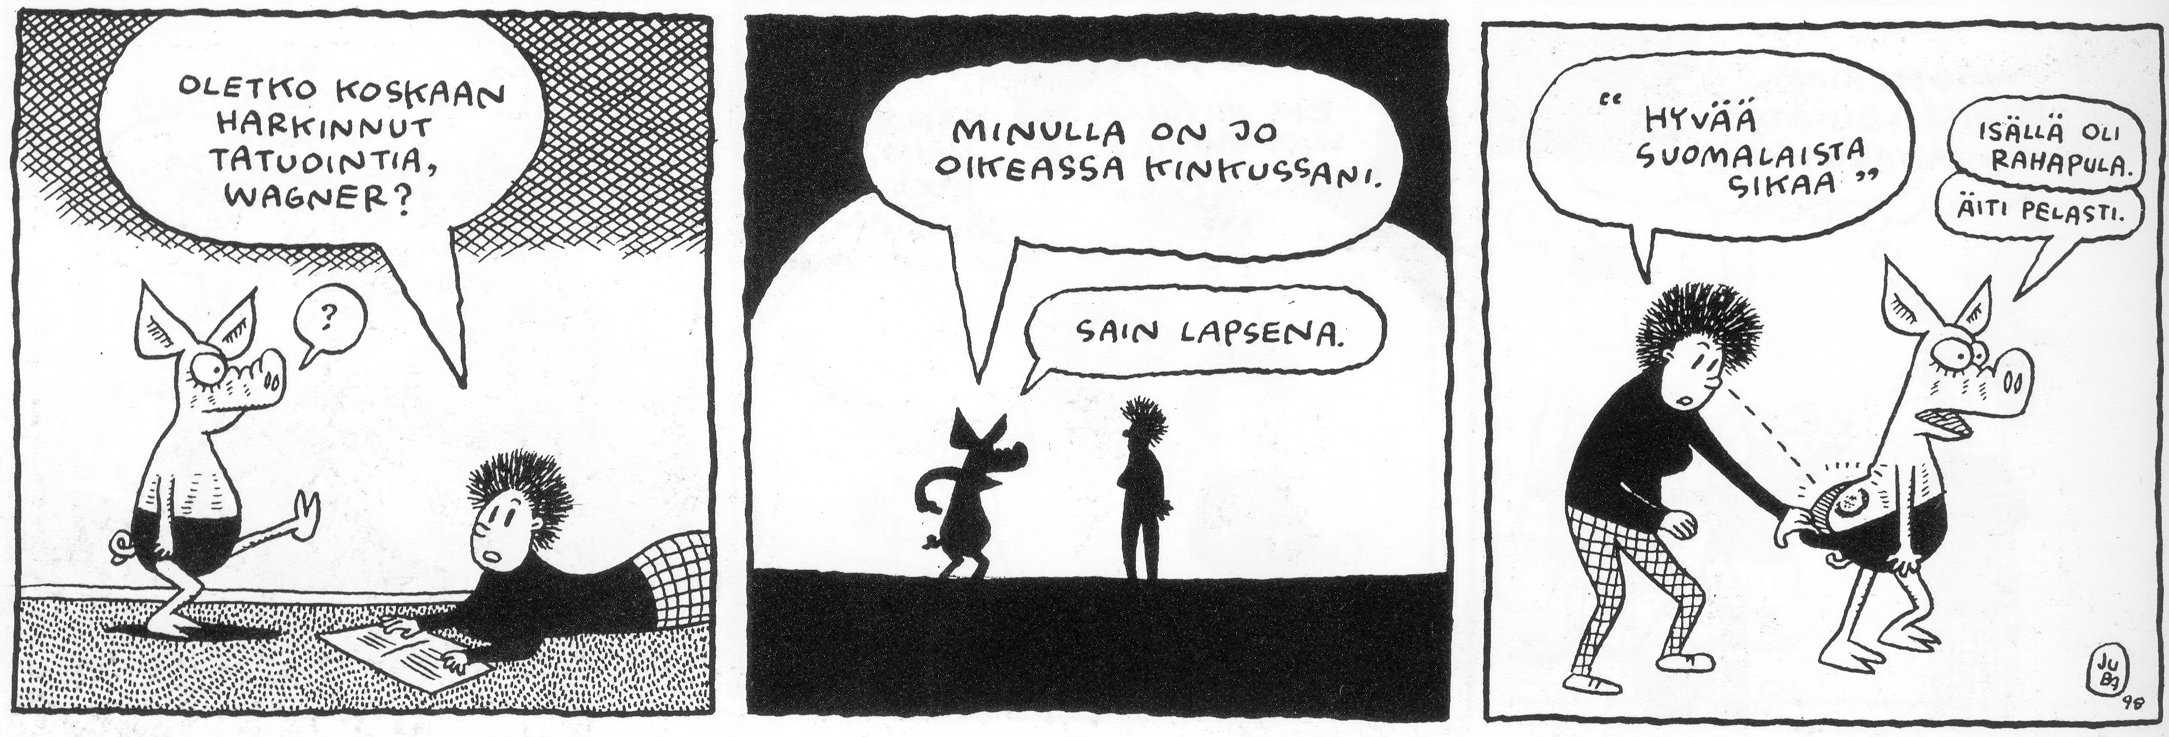 OLETKO KOSKAAN
HARKINNUT
TATUOINTIA,
WAGNER?
?
MINULLA ON JO
OIKEASSA KINKUSSANI.
SAIN LAPSENA.
“HYVÄÄ
SUOMALAISTA
SIKAA”
ISÄLLÄ OLI
RAHAPULA.
ÄITI PELASTI.
JU
BA
98